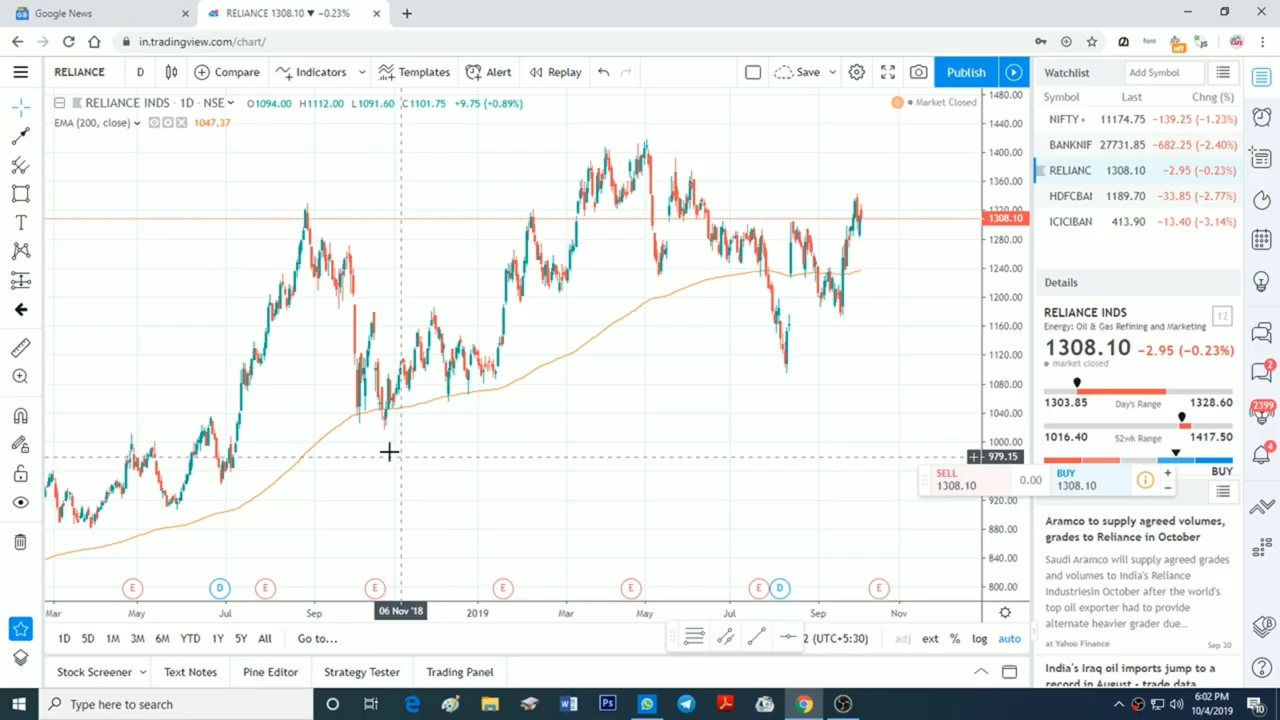 Google News
RELIANCE 1308.10 ▼ −0.23%
in.tradingview.com/chart/
RELIANCE D Compare Indicators Templates Alert Replay Save Publish
RELIANCE INDS · 1D · NSE O1094.00 H1112.00 L1091.60 C1101.75 +9.75 (+0.89%)
Market Closed
EMA (200, close) 1047.37
1480.00
1440.00
1400.00
1360.00
1320.00
1308.10
1280.00
1240.00
1200.00
1160.00
1120.00
1080.00
1040.00
1000.00
979.15
920.00
880.00
840.00
800.00
SELL
1308.10
0.00
BUY
1308.10
E D E E E E E D E
Mar May Jul Sep 06 Nov '18 2019 Mar May Jul Sep Nov
1D 5D 1M 3M 6M YTD 1Y 5Y All Go to...
2 (UTC+5:30) adj ext % log auto
Stock Screener Text Notes Pine Editor Strategy Tester Trading Panel
Watchlist Add Symbol
Symbol Last Chng (%)
NIFTY 11174.75 −139.25 (−1.23%)
BANKNIF 27731.85 −682.25 (−2.40%)
RELIANC 1308.10 −2.95 (−0.23%)
HDFCBAI 1189.70 −33.85 (−2.77%)
ICICIBAN 413.90 −13.40 (−3.14%)
Details
RELIANCE INDS
12
Energy: Oil & Gas Refining and Marketing
1308.10 −2.95 (−0.23%)
market closed
1303.85 Day's Range 1328.60
1016.40 52wk Range 1417.50
BUY
Aramco to supply agreed volumes,
grades to Reliance in October
Saudi Aramco will supply agreed grades
and volumes to India's Reliance
Industriesin October after the world's
top oil exporter had to provide
alternate heavier grade due...
at Yahoo Finance Sep 30
India's Iraq oil imports jump to a
record in August - trade data
2
2399
4
Type here to search
6:02 PM
10/4/2019
10